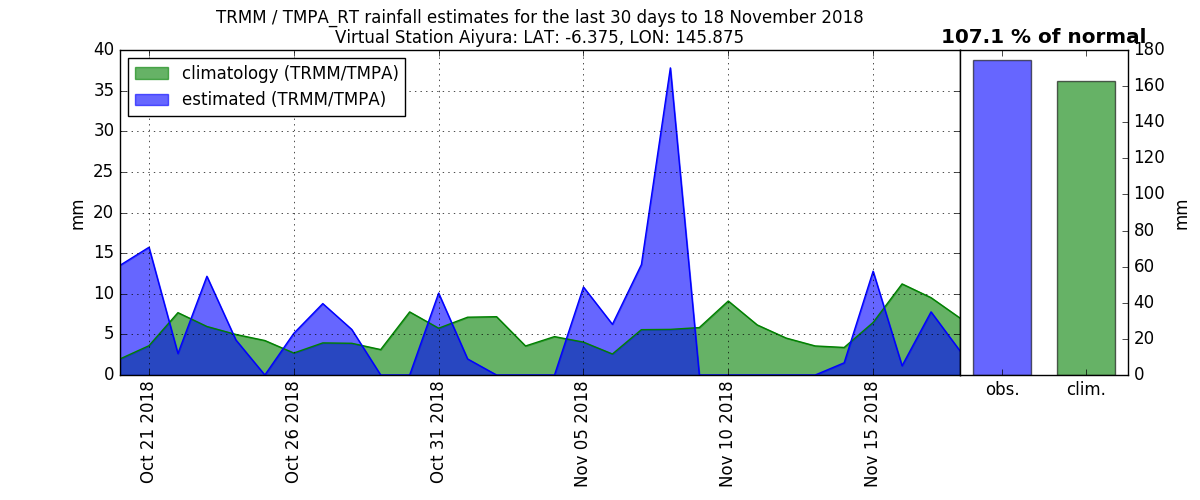 TRMM / TMPA_RT rainfall estimates for the last 30 days to 18 November 2018
Virtual Station Aiyura: LAT: -6.375, LON: 145.875
107.1 % of normal
climatology (TRMM/TMPA)
estimated (TRMM/TMPA)
40
35
30
25
20
15
10
5
0
mm
Oct 21 2018
Oct 26 2018
Oct 31 2018
Nov 05 2018
Nov 10 2018
Nov 15 2018
180
160
140
120
100
80
60
40
20
0
mm
obs.
clim.